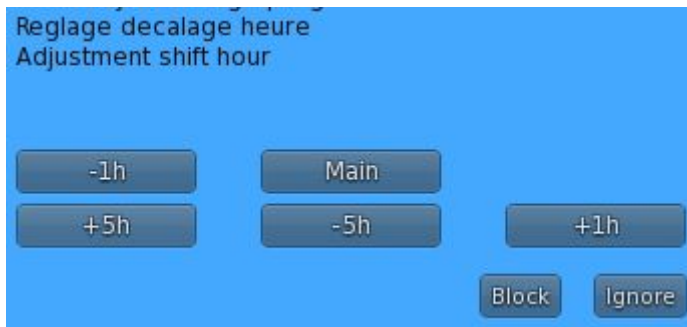 Reglage decalage heure
Adjustment shift hour
-1h Main
+5h -5h +1h
Block Ignore